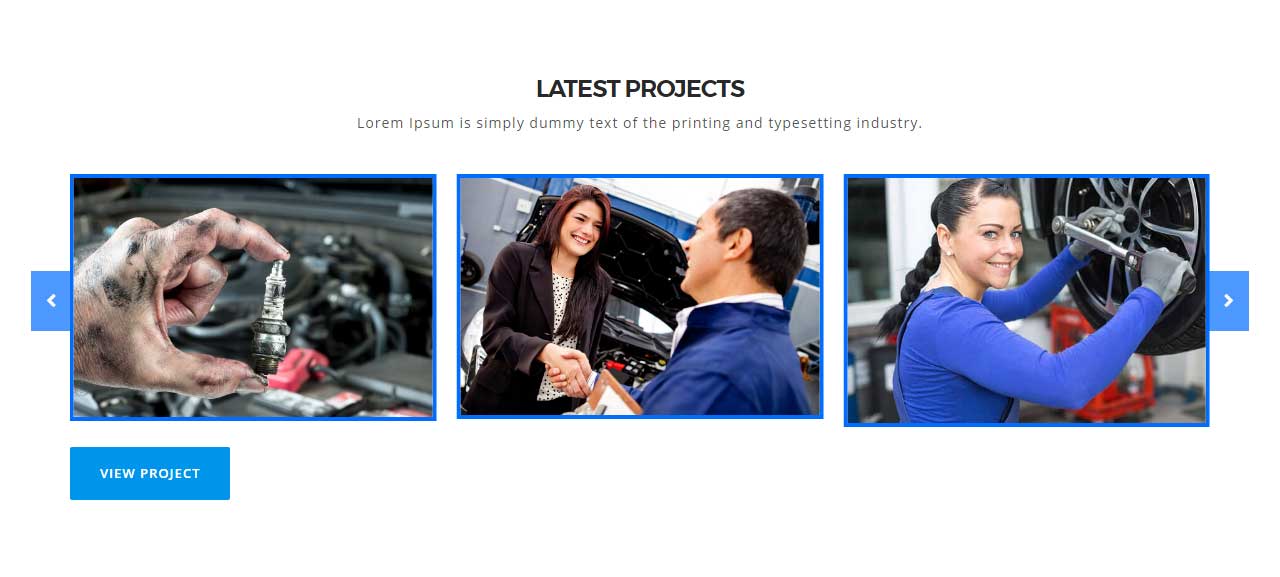 LATEST PROJECTS
Lorem Ipsum is simply dummy text of the printing and typesetting industry.
VIEW PROJECT